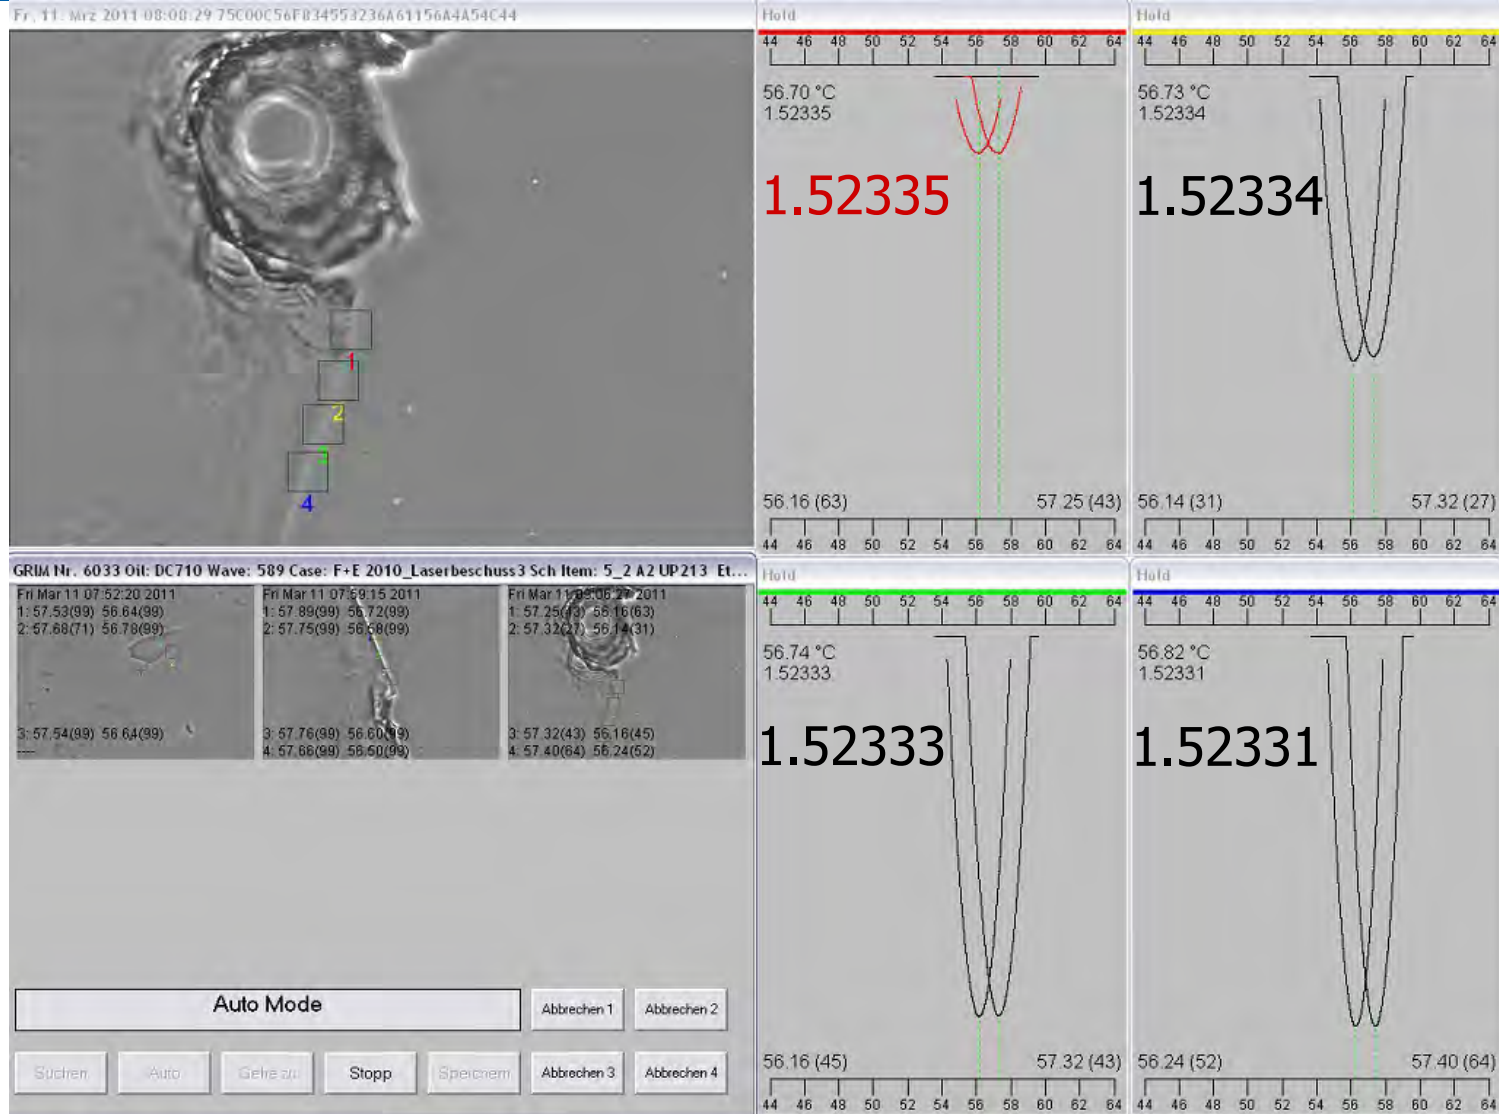 Fr, 11. Mrz 2011 08:08:29 75C00C56F834553236A61156A4A54C44
1
2
3
4
Hold
44 46 48 50 52 54 56 58 60 62 64
56.70 °C
1.52335
1.52335
56.16 (63) 57.25 (43)
44 46 48 50 52 54 56 58 60 62 64
Hold
44 46 48 50 52 54 56 58 60 62 64
56.73 °C
1.52334
1.52334
56.14 (31) 57.32 (27)
44 46 48 50 52 54 56 58 60 62 64
GRIM Nr. 6033 Oil: DC710 Wave: 589 Case: F+E 2010_Laserbeschuss3 Sch Item: 5_2 A2 UP213 Et...
Fri Mar 11 07:52:20 2011
1: 57.53(99) 56.64(99)
2: 57.68(71) 56.78(99)
3: 57.54(99) 56.64(99)
----
Fri Mar 11 07:59:15 2011
1: 57.89(99) 56.72(99)
2: 57.75(99) 56.58(99)
3: 57.76(99) 56.60(99)
4: 57.66(99) 56.50(99)
Fri Mar 11 2011
1: 57.25(43) 56.16(63)
2: 57.32(27) 56.14(31)
3: 57.32(43) 56.16(45)
4: 57.40(64) 56.24(52)
Auto Mode
Abbrechen 1
Abbrechen 2
Suchen
Auto
Gehe zu
Stopp
Speichern
Abbrechen 3
Abbrechen 4
Hold
44 46 48 50 52 54 56 58 60 62 64
56.74 °C
1.52333
1.52333
56.16 (45) 57.32 (43)
44 46 48 50 52 54 56 58 60 62 64
Hold
44 46 48 50 52 54 56 58 60 62 64
56.82 °C
1.52331
1.52331
56.24 (52) 57.40 (64)
44 46 48 50 52 54 56 58 60 62 64